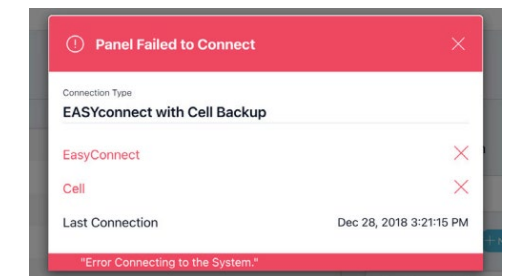 Panel Failed to Connect
Connection Type
EASYconnect with Cell Backup
EasyConnect
Cell
Last Connection Dec 28, 2018 3:21:15 PM
"Error Connecting to the System."